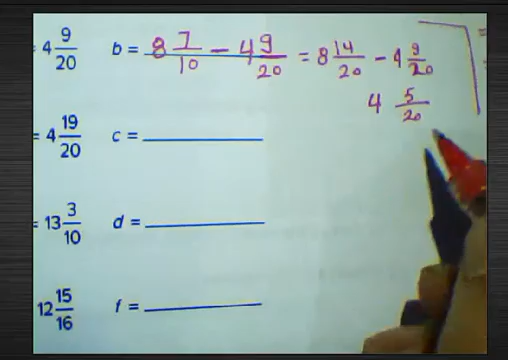 = 4 9/20 b = 8 7/10 - 4 9/20 = 8 14/20 - 4 9/20
4 5/20
= 4 19/20 c =
= 13 3/10 d =
12 15/16 f =